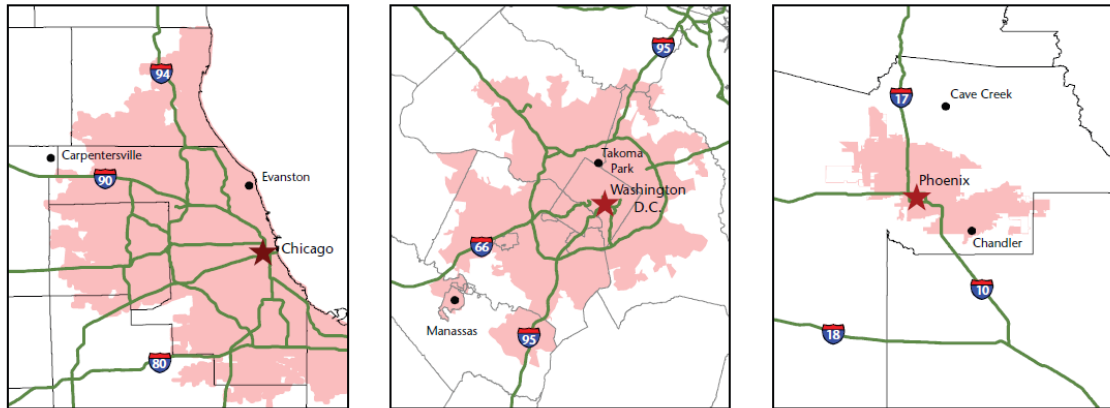 94
Carpentersville
90
Evanston
Chicago
80
95
Takoma
Park
Washington
D.C.
66
Manassas
95
17
Cave Creek
Phoenix
Chandler
10
18